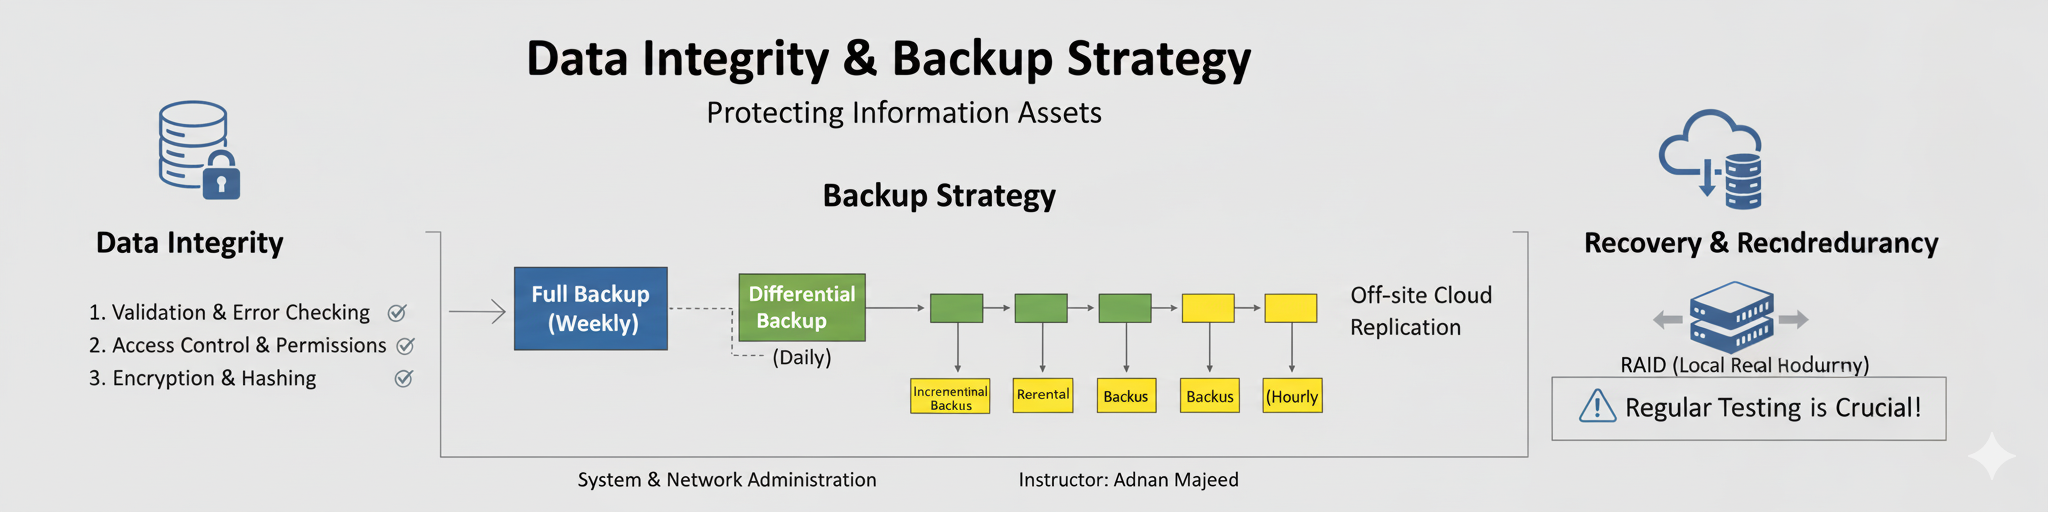 Data Integrity & Backup Strategy
Protecting Information Assets
Data Integrity
1. Validation & Error Checking
2. Access Control & Permissions
3. Encryption & Hashing
Backup Strategy
Full Backup
(Weekly)
Differential
Backup
(Daily)
Increnentinal
Backus
Rerental
Backus
Backus
(Hourly
Off-site Cloud
Replication
Recovery & Recndredurancy
RAID (Local Real Hodurny)
Regular Testing is Crucial!
System & Network Administration
Instructor: Adnan Majeed